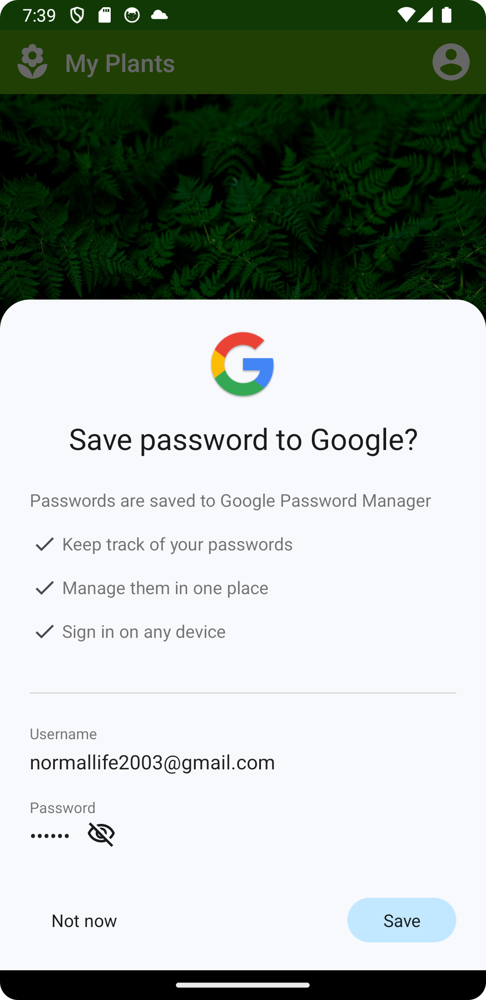 7:39
My Plants
Save password to Google?
Passwords are saved to Google Password Manager
Keep track of your passwords
Manage them in one place
Sign in on any device
Username
normallife2003@gmail.com
Password
••••••
Not now
Save